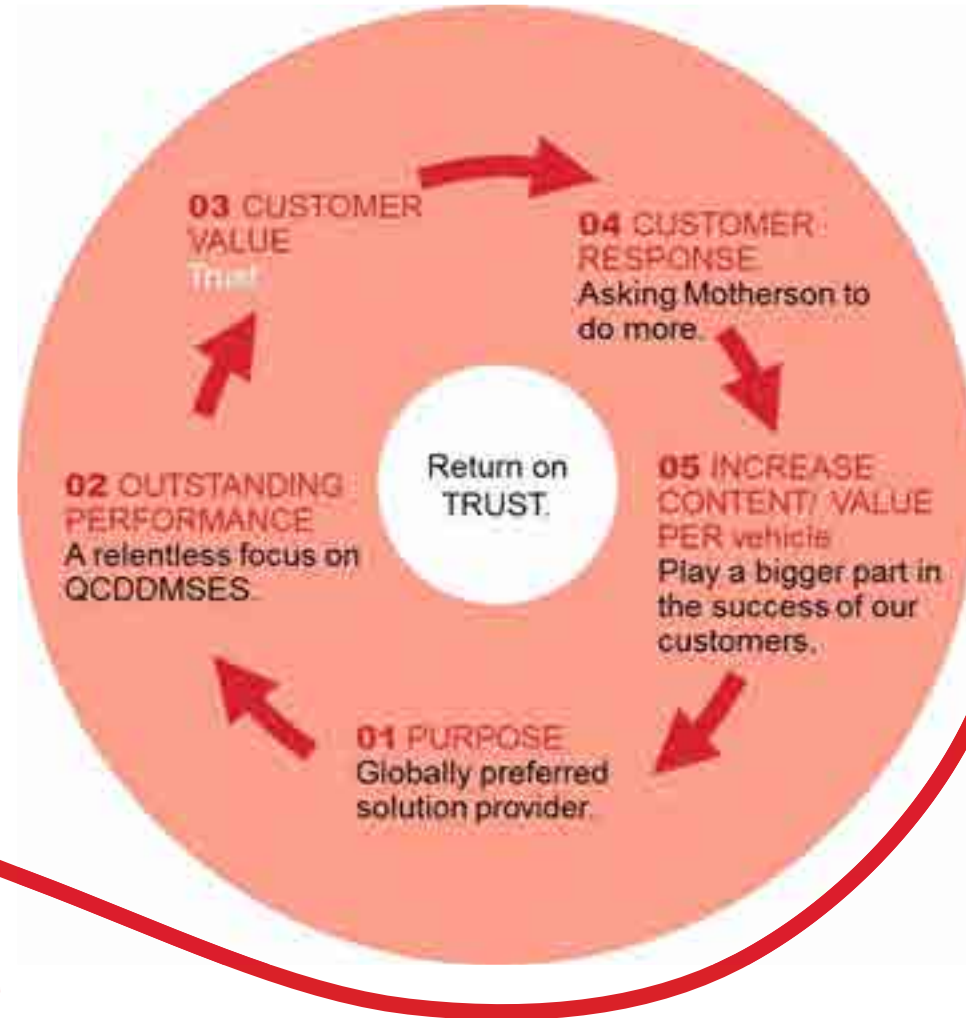 03 CUSTOMER
VALUE
Trust
04 CUSTOMER
RESPONSE
Asking Motherson to
do more.
02 OUTSTANDING
PERFORMANCE
A relentless focus on
QCDDMSES.
Return on
TRUST.
05 INCREASE
CONTENT/ VALUE
PER vehicle
Play a bigger part in
the success of our
customers.
01 PURPOSE
Globally preferred
solution provider.